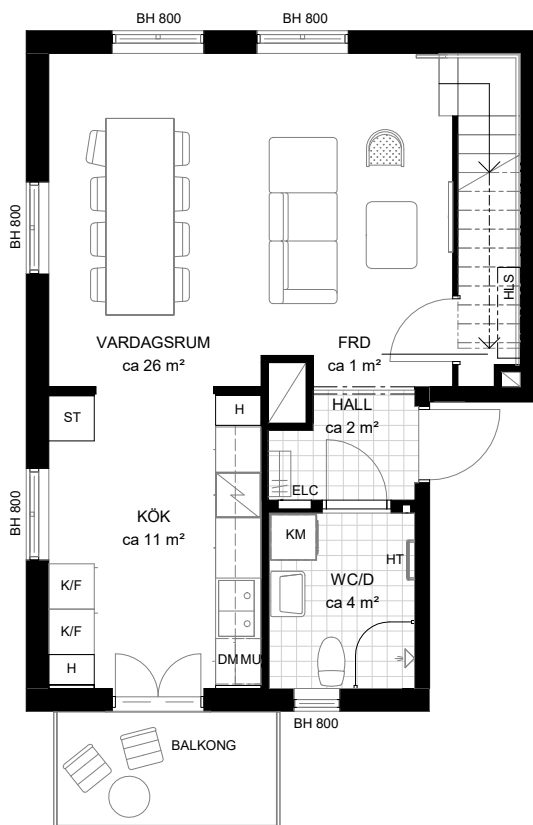 BH 800
BH 800
BH 800
HLS
VARDAGSRUM
ca 26 m²
FRD
ca 1 m²
HALL
ca 2 m²
H
ST
ELC
BH 800
KÖK
ca 11 m²
KM
HT
WC/D
ca 4 m²
K/F
K/F
H
DM
MU
BH 800
BALKONG